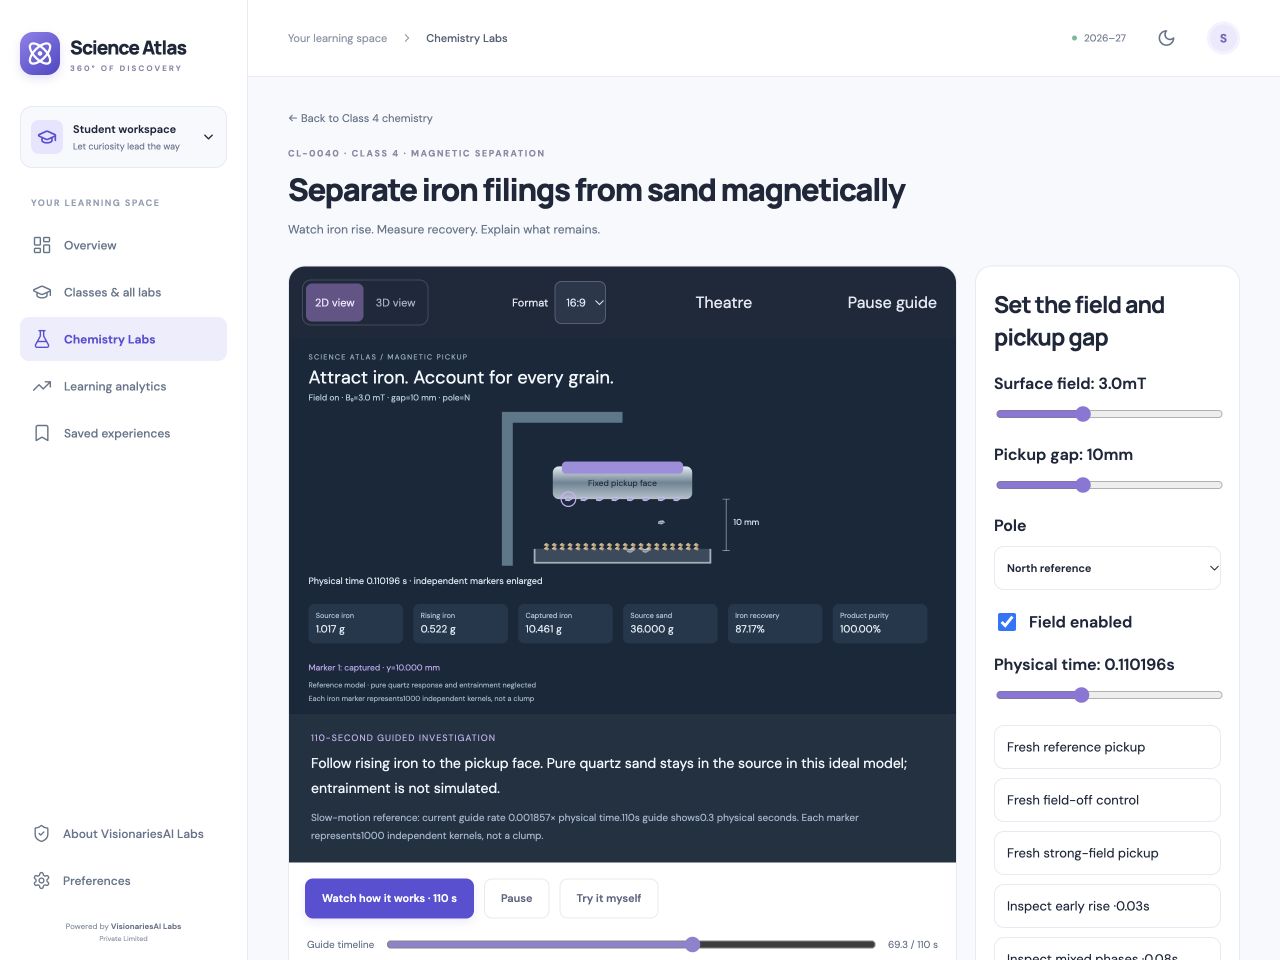 Science Atlas
360° OF DISCOVERY
Student workspace
Let curiosity lead the way
YOUR LEARNING SPACE
Overview
Classes & all labs
Chemistry Labs
Learning analytics
Saved experiences
About VisionariesAI Labs
Preferences
Powered by VisionariesAI Labs
Private Limited
Your learning space
Chemistry Labs
2026–27
S
← Back to Class 4 chemistry
CL-0040 · CLASS 4 · MAGNETIC SEPARATION
Separate iron filings from sand magnetically
Watch iron rise. Measure recovery. Explain what remains.
2D view
3D view
Format
16:9
Theatre
Pause guide
SCIENCE ATLAS / MAGNETIC PICKUP
Attract iron. Account for every grain.
Field on · B₀=3.0 mT · gap=10 mm · pole=N
Fixed pickup face
10 mm
Physical time 0.110196 s · independent markers enlarged
Source iron
1.017 g
Rising iron
0.522 g
Captured iron
10.461 g
Source sand
36.000 g
Iron recovery
87.17%
Product purity
100.00%
Marker 1: captured · y=10.000 mm
Reference model · pure quartz response and entrainment neglected
Each iron marker represents1000 independent kernels, not a clump
110-SECOND GUIDED INVESTIGATION
Follow rising iron to the pickup face. Pure quartz sand stays in the source in this ideal model;
entrainment is not simulated.
Slow-motion reference: current guide rate 0.001857× physical time.110s guide shows0.3 physical seconds. Each marker
represents1000 independent kernels, not a clump.
Watch how it works · 110 s
Pause
Try it myself
Guide timeline
69.3 / 110 s
Set the field and
pickup gap
Surface field: 3.0mT
Pickup gap: 10mm
Pole
North reference
Field enabled
Physical time: 0.110196s
Fresh reference pickup
Fresh field-off control
Fresh strong-field pickup
Inspect early rise ·0.03s
Inspect mixed phases ·0.08s